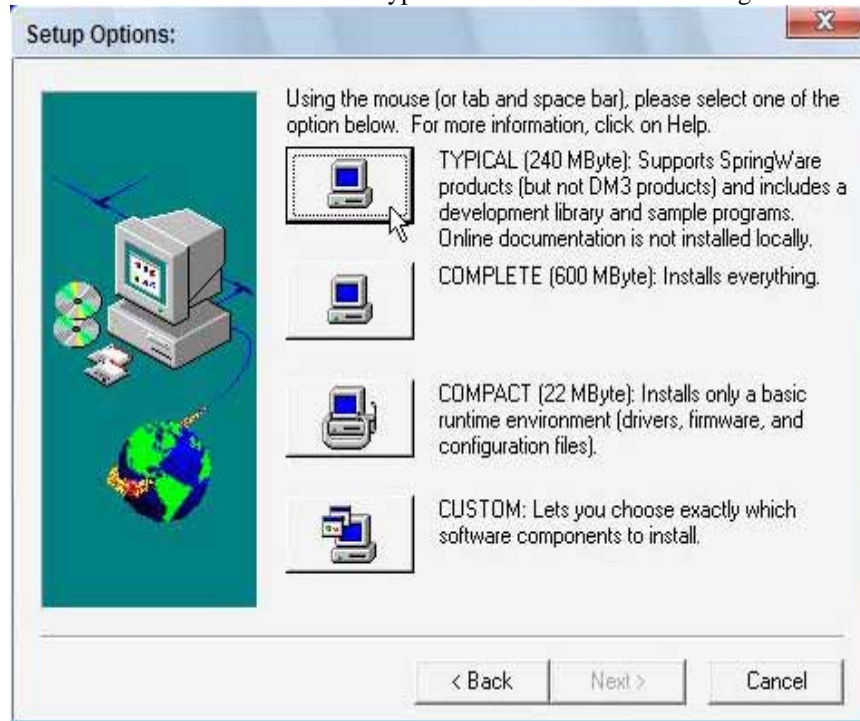 Setup Options:
Using the mouse (or tab and space bar), please select one of the
option below. For more information, click on Help.
TYPICAL (240 MByte): Supports SpringWare
products (but not DM3 products) and includes a
development library and sample programs.
Online documentation is not installed locally.
COMPLETE (600 MByte): Installs everything.
COMPACT (22 MByte): Installs only a basic
runtime environment (drivers, firmware, and
configuration files).
CUSTOM: Lets you choose exactly which
software components to install.
< Back
Next >
Cancel